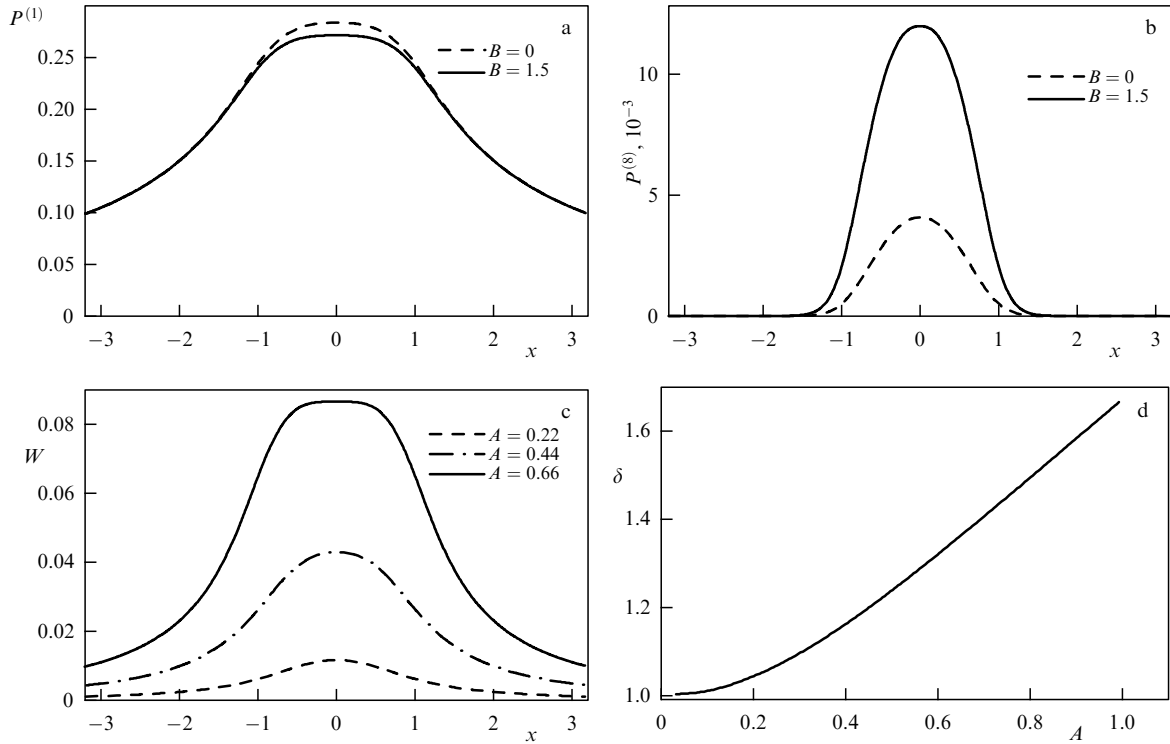 P⁽¹⁾
a
B = 0
B = 1.5
0.25
0.20
0.15
0.10
0.05
0
−3 −2 −1 0 1 2 3
x
b
B = 0
B = 1.5
P⁽⁸⁾, 10⁻³
10
5
0
−3 −2 −1 0 1 2 3
x
c
A = 0.22
A = 0.44
A = 0.66
W
0.08
0.06
0.04
0.02
0
−3 −2 −1 0 1 2 3
x
d
δ
1.6
1.4
1.2
1.0
0 0.2 0.4 0.6 0.8 1.0
A